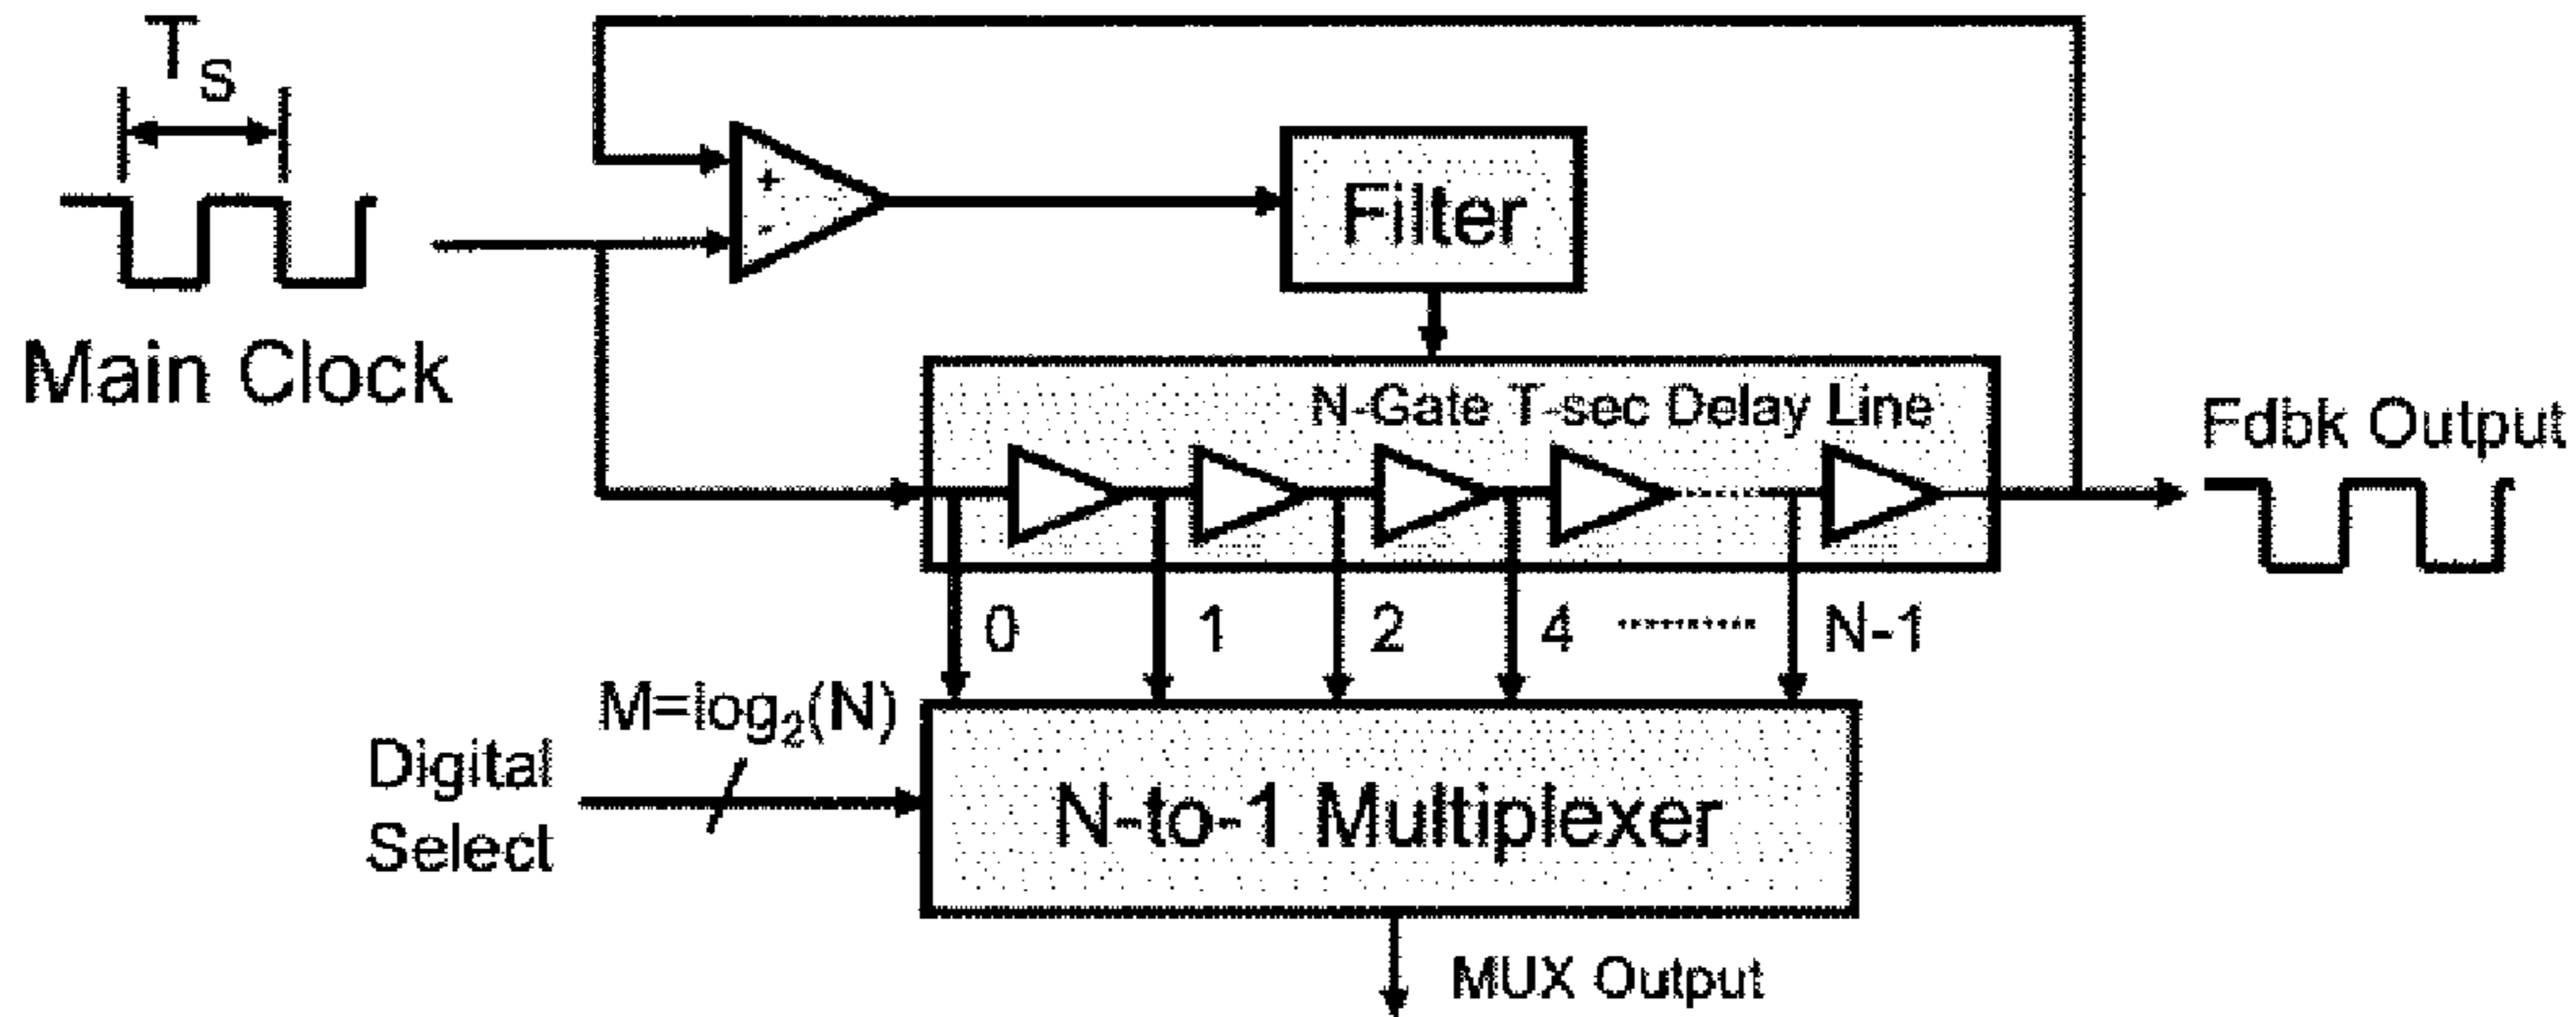 T_S
Main Clock
+
-
Filter
N-Gate T-sec Delay Line
Fdbk Output
0 1 2 4 ........... N-1
M=log₂(N)
Digital
Select
N-to-1 Multiplexer
MUX Output